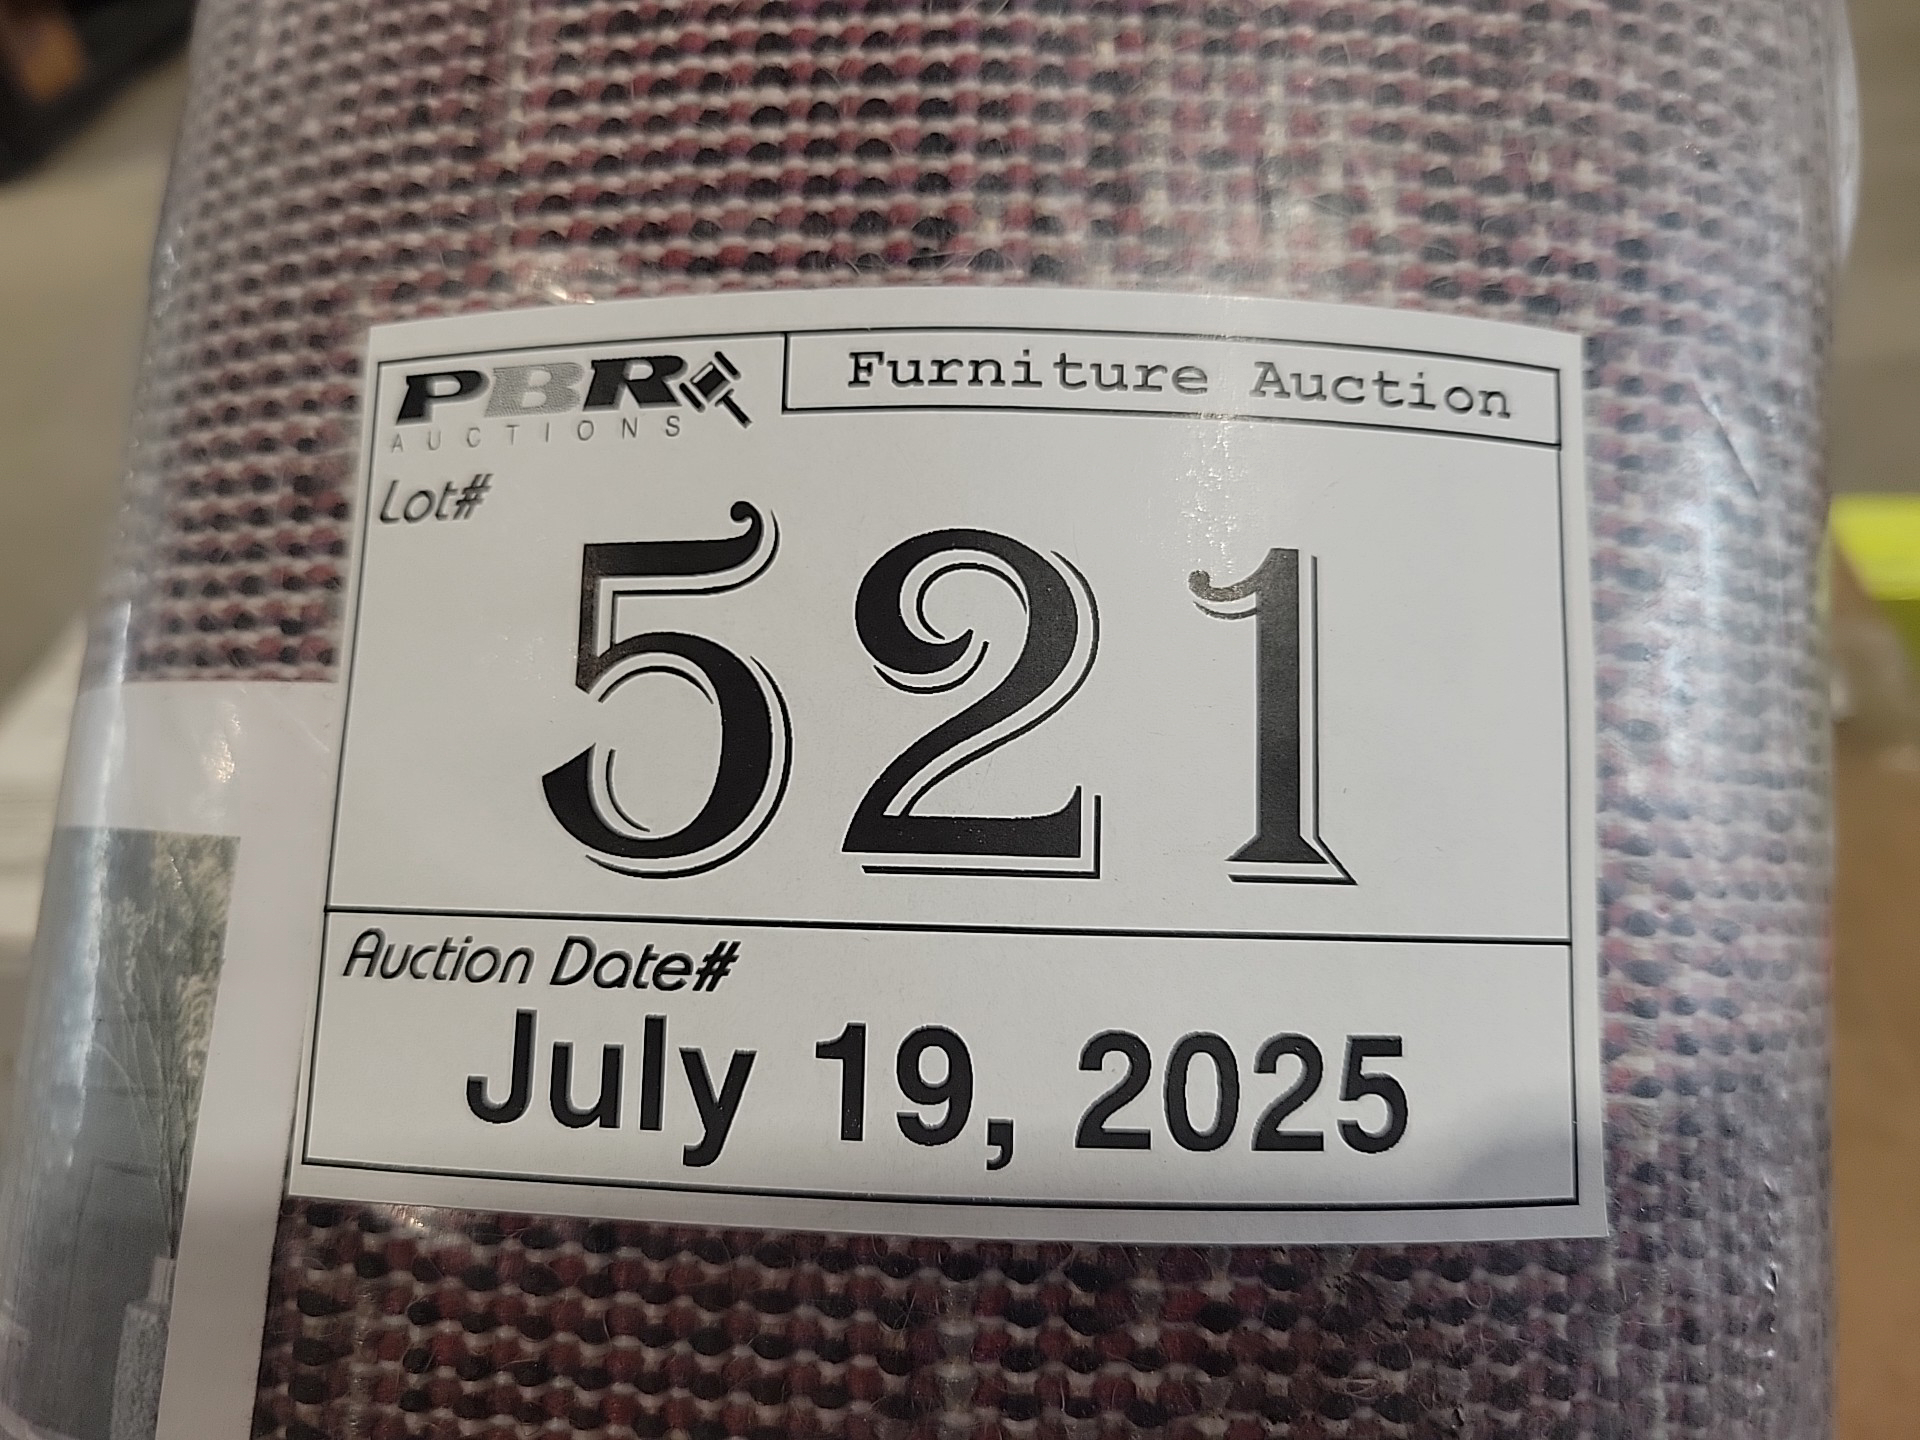 PBR
AUCTIONS
Furniture Auction
Lot#
521
Auction Date#
July 19, 2025